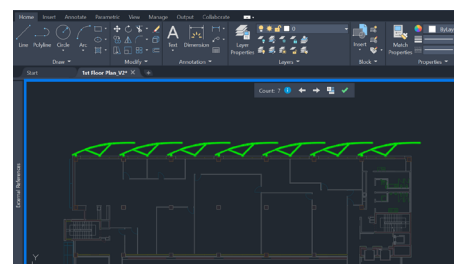 Home Insert Annotate Parametric View Manage Output Collaborate
Line Polyline Circle Arc Text Dimension Layer Properties Insert Match Properties ByLay
Draw Modify Annotation Layers Block Properties
Start 1st Floor Plan_V2* × +
Count: 7
External References
Y